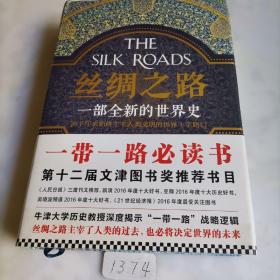 THE
SILK ROADS
丝绸之路
一部全新的世界史
一带一路必读书
第十二届文津图书奖推荐书目
牛津大学历史教授深度揭示“一带一路”战略逻辑
丝绸之路主宰了人类的过去，也必将决定世界的未来
1374